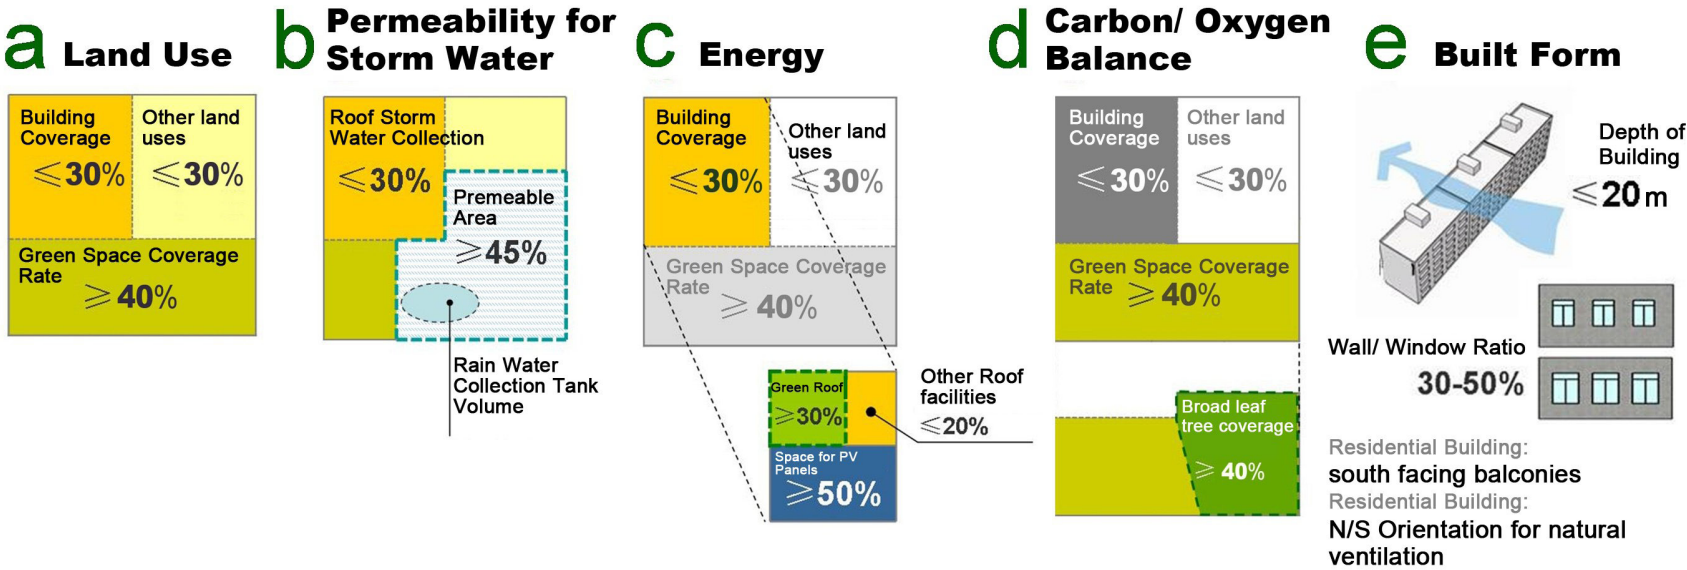 a Land Use
Building
Coverage
≤30%
Other land
uses
≤30%
Green Space Coverage
Rate
≥ 40%
b Permeability for
Storm Water
Roof Storm
Water Collection
≤30%
Premeable
Area
≥45%
Rain Water
Collection Tank
Volume
c Energy
Building
Coverage
≤30%
Other land
uses
≤30%
Green Space Coverage
Rate
≥ 40%
Green Roof
≥30%
Other Roof
facilities
≤20%
Space for PV
Panels
≥50%
d Carbon/ Oxygen
Balance
Building
Coverage
≤ 30%
Other land
uses
≤30%
Green Space Coverage
Rate ≥ 40%
Broad leaf
tree coverage
≥ 40%
e Built Form
Depth of
Building
≤20m
Wall/ Window Ratio
30-50%
Residential Building:
south facing balconies
Residential Building:
N/S Orientation for natural
ventilation